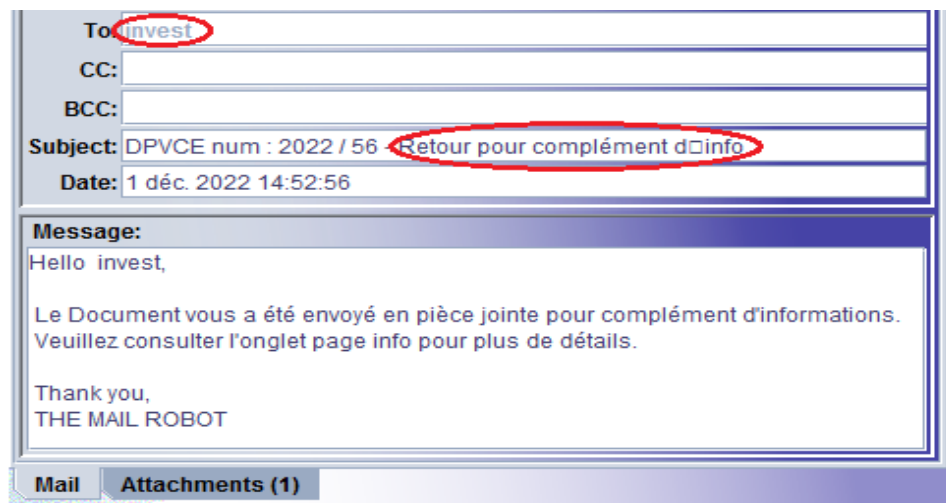 To: invest
CC:
BCC:
Subject: DPVCE num : 2022 / 56 - Retour pour complément d□info
Date: 1 déc. 2022 14:52:56
Message:
Hello invest,
Le Document vous a été envoyé en pièce jointe pour complément d'informations.
Veuillez consulter l'onglet page info pour plus de détails.
Thank you,
THE MAIL ROBOT
Mail Attachments (1)